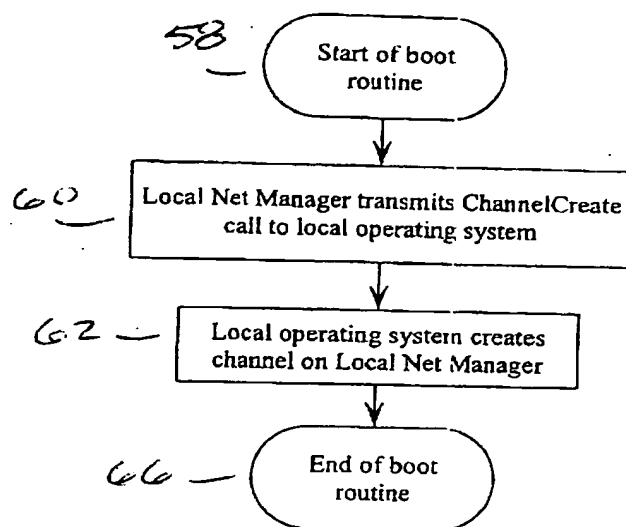 58
Start of boot
routine
60
Local Net Manager transmits ChannelCreate
call to local operating system
62
Local operating system creates
channel on Local Net Manager
66
End of boot
routine